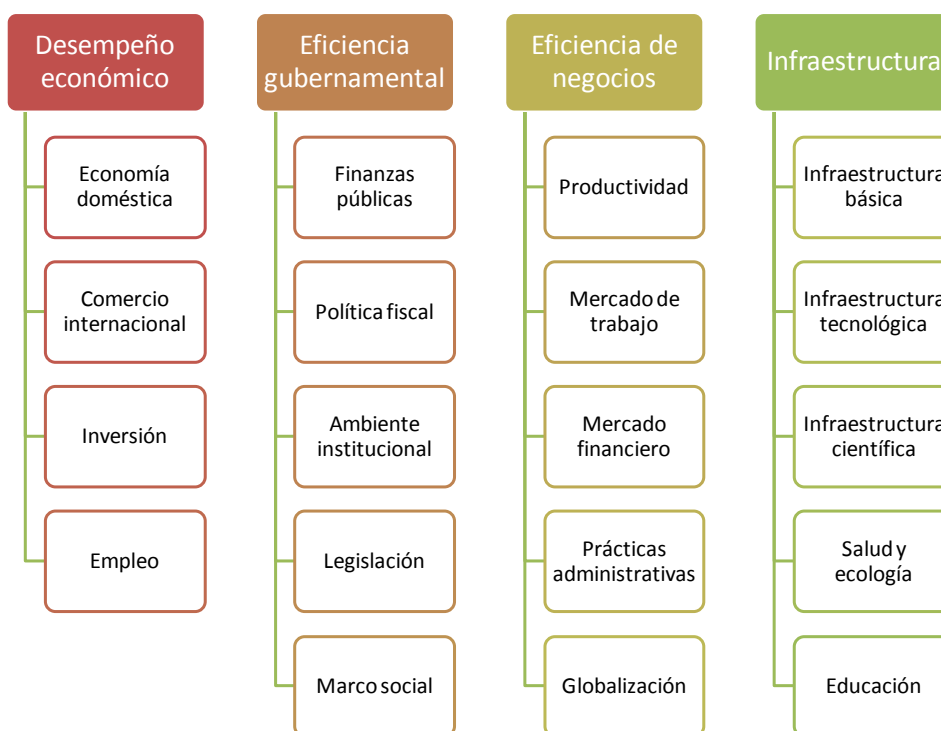 Desempeño
económico
Economía
doméstica
Comercio
internacional
Inversión
Empleo
Eficiencia
gubernamental
Finanzas
públicas
Política fiscal
Ambiente
institucional
Legislación
Marco social
Eficiencia de
negocios
Productividad
Mercado de
trabajo
Mercado
financiero
Prácticas
administrativas
Globalización
Infraestructura
Infraestructura
básica
Infraestructura
tecnológica
Infraestructura
científica
Salud y
ecología
Educación